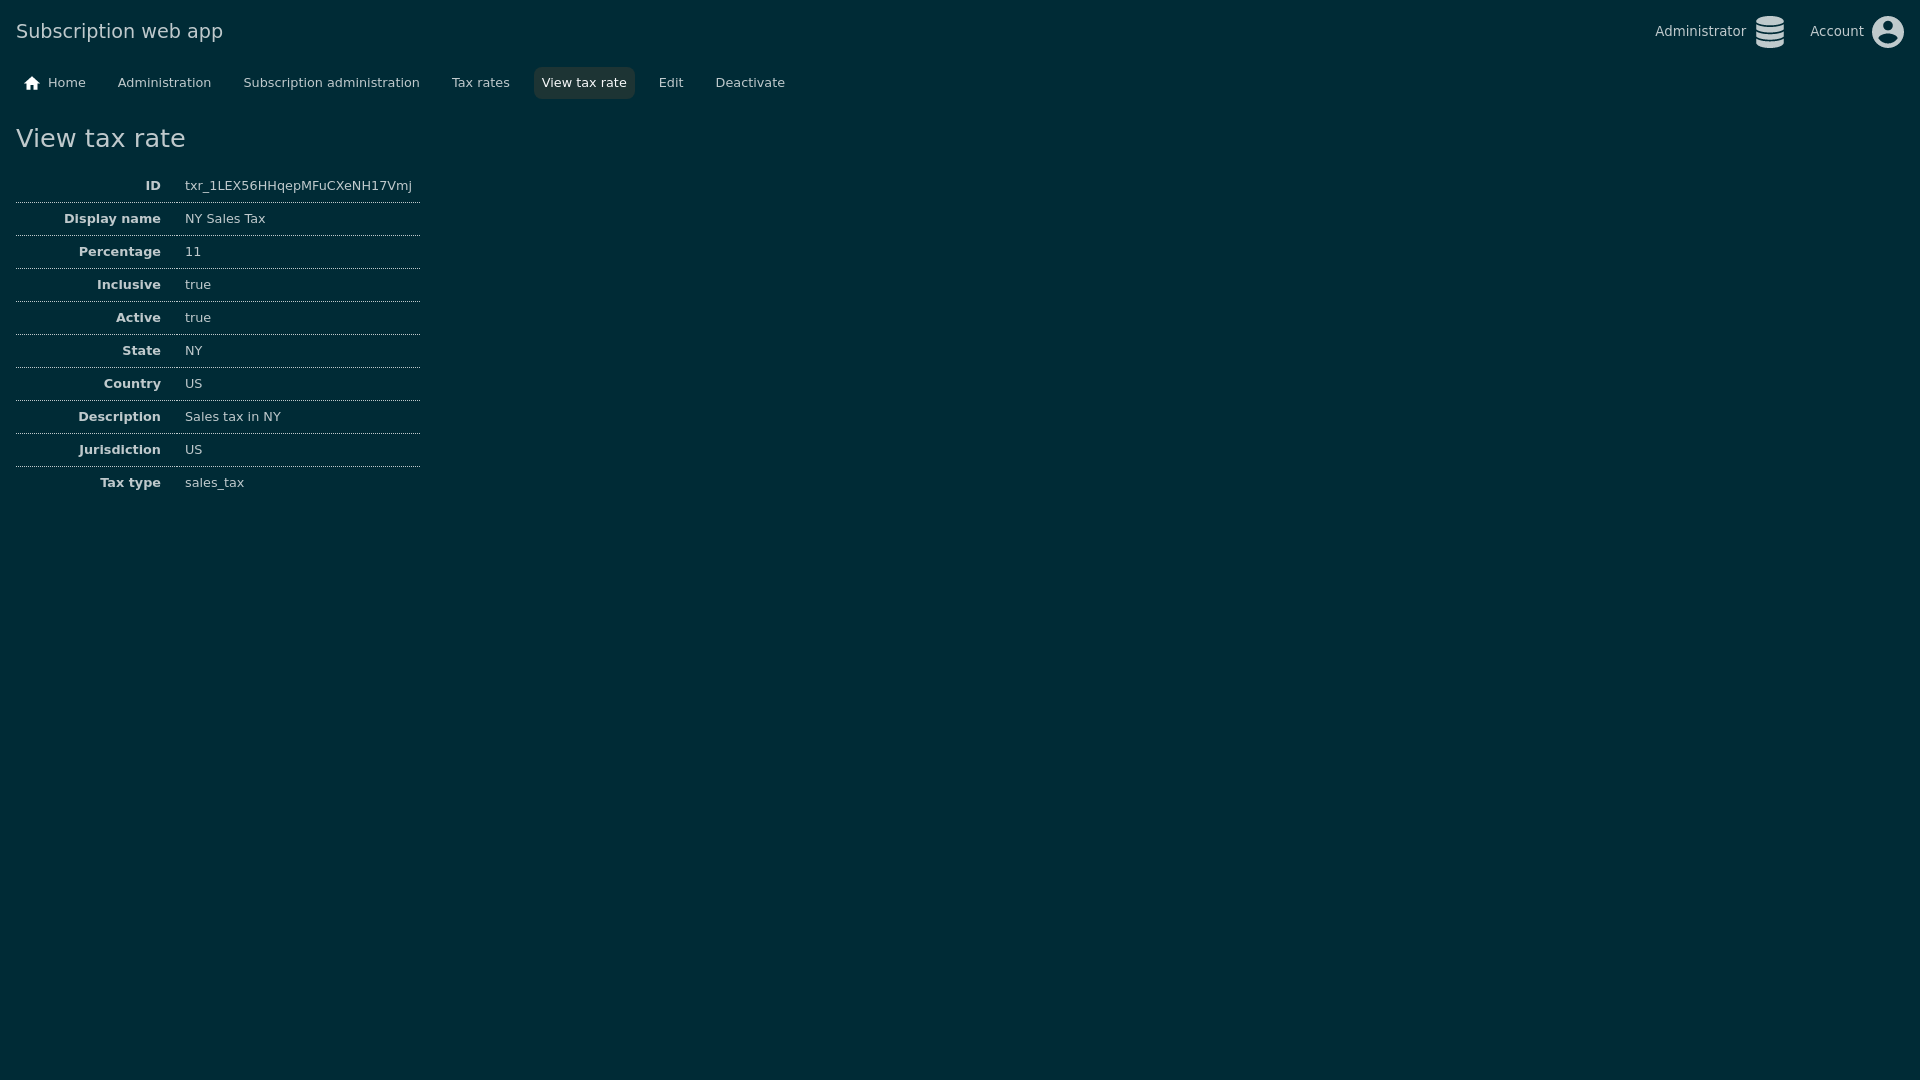 Subscription web app
Administrator
Account
Home
Administration
Subscription administration
Tax rates
View tax rate
Edit
Deactivate
View tax rate
ID txr_1LEX56HHqepMFuCXeNH17Vmj
Display name NY Sales Tax
Percentage 11
Inclusive true
Active true
State NY
Country US
Description Sales tax in NY
Jurisdiction US
Tax type sales_tax